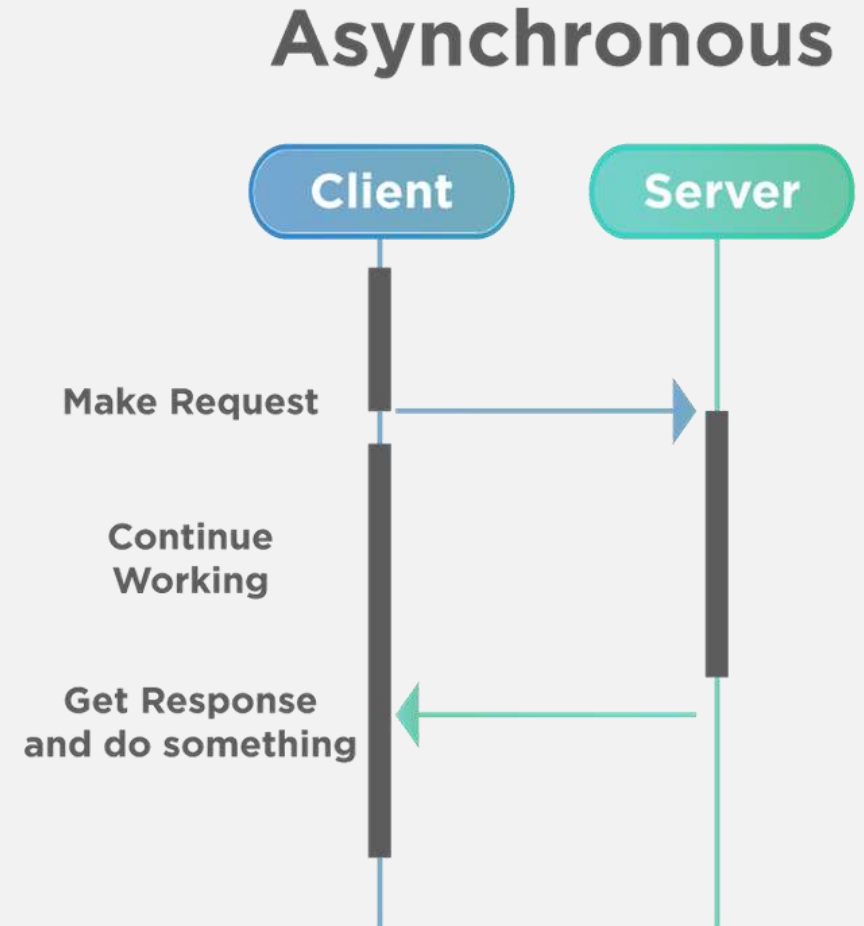 Asynchronous
Client
Server
Make Request
Continue
Working
Get Response
and do something